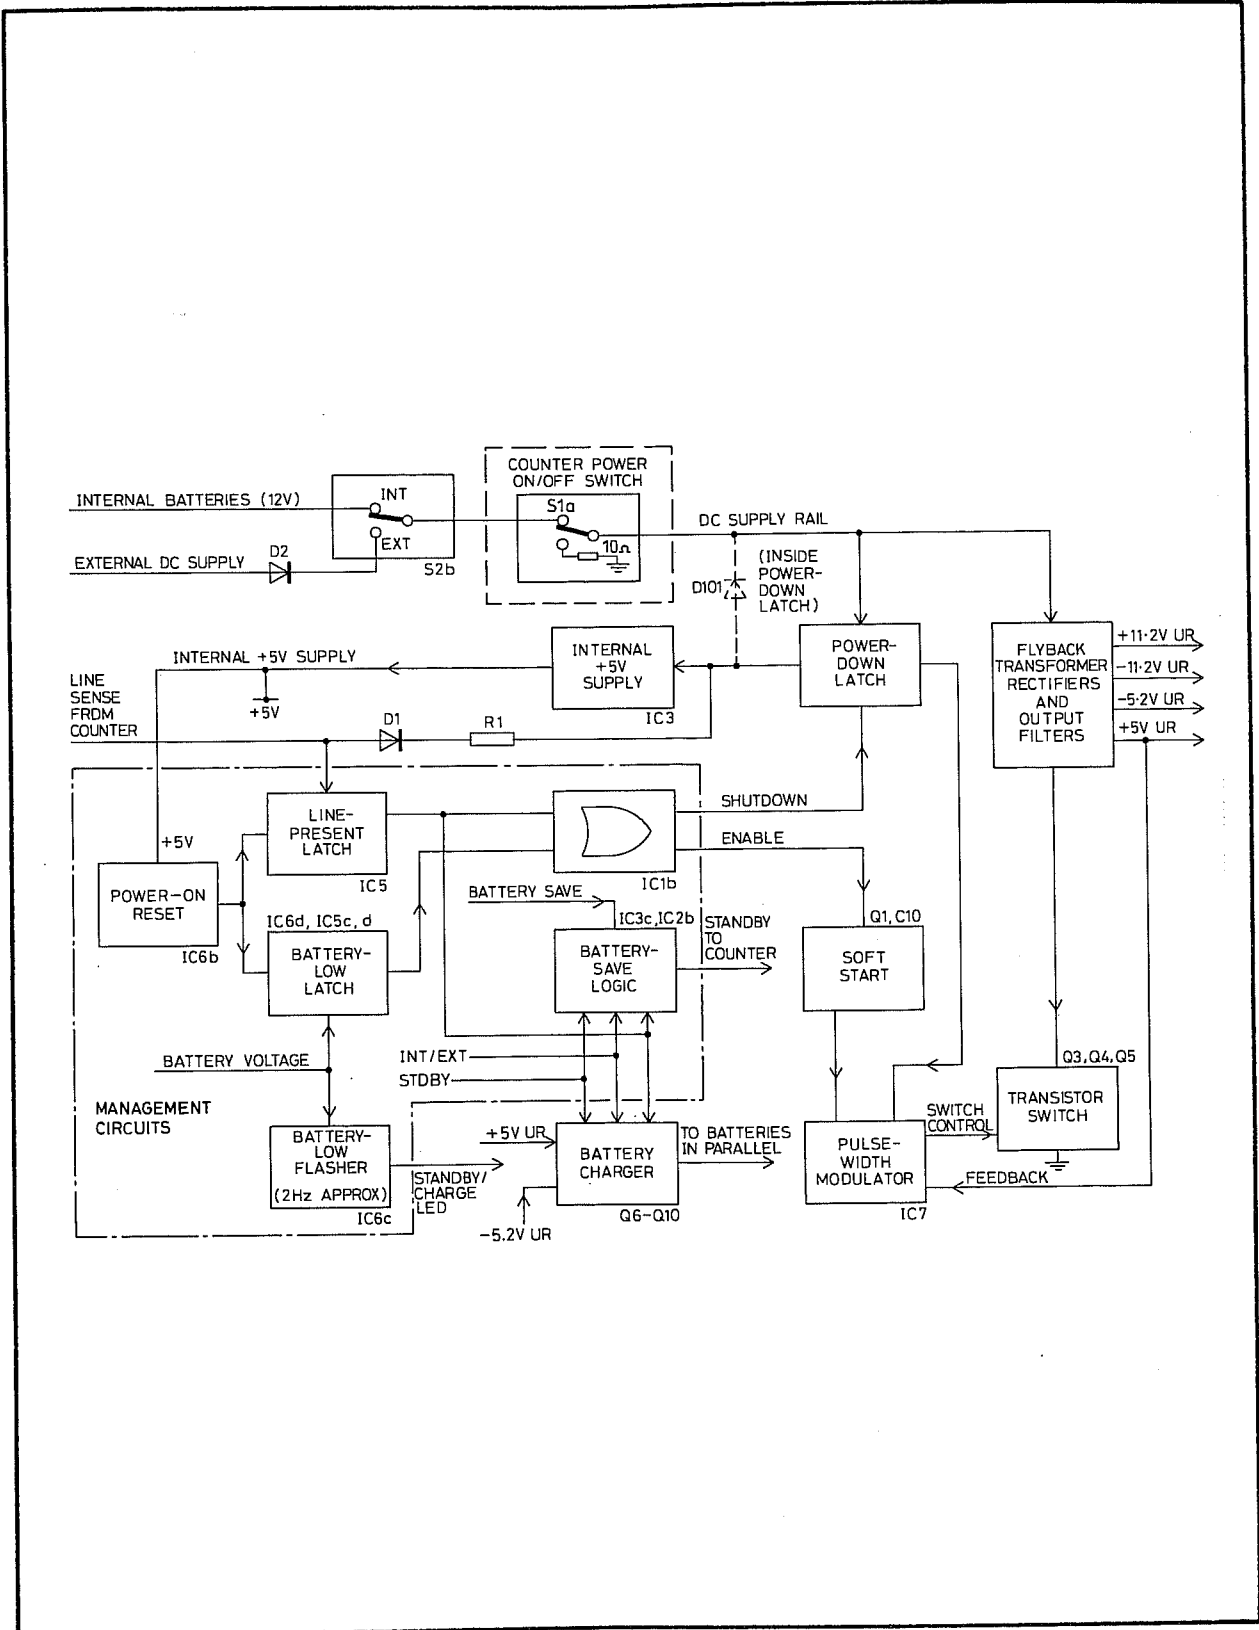 COUNTER POWER
ON/OFF SWITCH
INTERNAL BATTERIES (12V)
INT
S1a
DC SUPPLY RAIL
EXT
10Ω
EXTERNAL DC SUPPLY
D2
S2b
D101
(INSIDE
POWER-
DOWN
LATCH)
INTERNAL +5V SUPPLY
+5V
INTERNAL
+5V
SUPPLY
IC3
POWER-
DOWN
LATCH
FLYBACK
TRANSFORMER
RECTIFIERS
AND
OUTPUT
FILTERS
+11·2V UR
-11·2V UR
-5·2V UR
+5V UR
LINE
SENSE
FROM
COUNTER
D1
R1
LINE-
PRESENT
LATCH
IC5
SHUTDOWN
ENABLE
IC1b
+5V
POWER-ON
RESET
IC6b
IC6d, IC5c, d
BATTERY-
LOW
LATCH
BATTERY SAVE
IC3c, IC2b
BATTERY-
SAVE
LOGIC
STANDBY
TO
COUNTER
Q1, C10
SOFT
START
BATTERY VOLTAGE
INT/EXT
STDBY
MANAGEMENT
CIRCUITS
BATTERY-
LOW
FLASHER
(2Hz APPROX)
IC6c
STANDBY/
CHARGE
LED
+5V UR
BATTERY
CHARGER
Q6-Q10
-5.2V UR
TO BATTERIES
IN PARALLEL
PULSE-
WIDTH
MODULATOR
IC7
SWITCH
CONTROL
Q3, Q4, Q5
TRANSISTOR
SWITCH
FEEDBACK